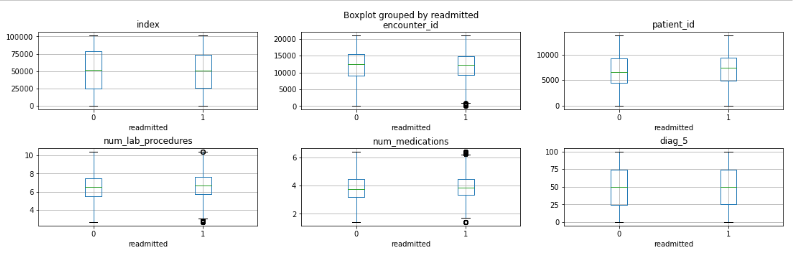 Boxplot grouped by readmitted
index
100000
75000
50000
25000
0
0 1
readmitted
encounter_id
20000
15000
10000
5000
0
0 1
readmitted
patient_id
10000
5000
0
0 1
readmitted
num_lab_procedures
10
8
6
4
0 1
readmitted
num_medications
6
4
2
0 1
readmitted
diag_5
100
75
50
25
0
0 1
readmitted